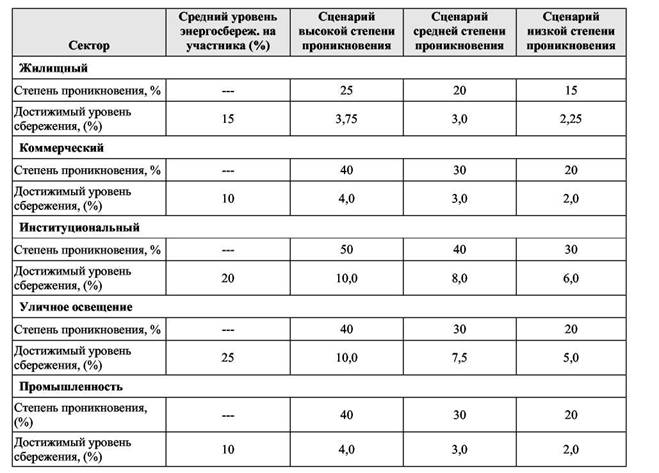 Сектор
Средний уровень
энергосбереж. на
участника (%)
Сценарий
высокой степени
проникновения
Сценарий
средней степени
проникновения
Сценарий
низкой степени
проникновения
Жилищный
Степень проникновения, % --- 25 20 15
Достижимый уровень
сбережения, (%) 15 3,75 3,0 2,25
Коммерческий
Степень проникновения, % --- 40 30 20
Достижимый уровень
сбережения, (%) 10 4,0 3,0 2,0
Институциональный
Степень проникновения, % --- 50 40 30
Достижимый уровень
сбережения, (%) 20 10,0 8,0 6,0
Уличное освещение
Степень проникновения, % --- 40 30 20
Достижимый уровень
сбережения, (%) 25 10,0 7,5 5,0
Промышленность
Степень проникновения,
(%) --- 40 30 20
Достижимый уровень
сбережения, (%) 10 4,0 3,0 2,0